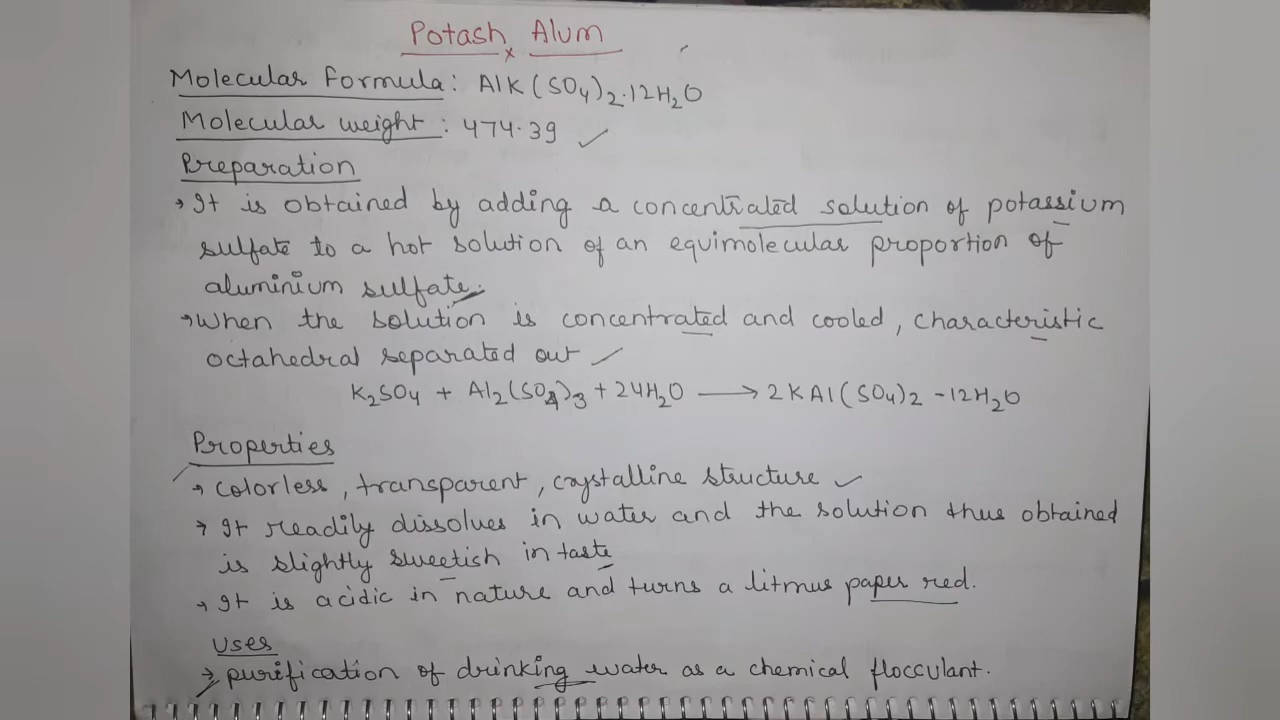 Potash Alum
Molecular formula: AlK(SO₄)₂.12H₂O
Molecular weight: 474.39
Preparation
→ It is obtained by adding a concentrated solution of potassium
sulfate to a hot solution of an equimolecular proportion of
aluminium sulfate.
→ When the solution is concentrated and cooled, characteristic
octahedral separated out
K₂SO₄ + Al₂(SO₄)₃ + 24H₂O → 2KAl(SO₄)₂ - 12H₂O
Properties
→ colorless, transparent, crystalline structure
→ It readily dissolves in water and the solution thus obtained
is slightly sweetish in taste
→ It is acidic in nature and turns a litmus paper red.
Uses
→ purification of drinking water as a chemical flocculant.